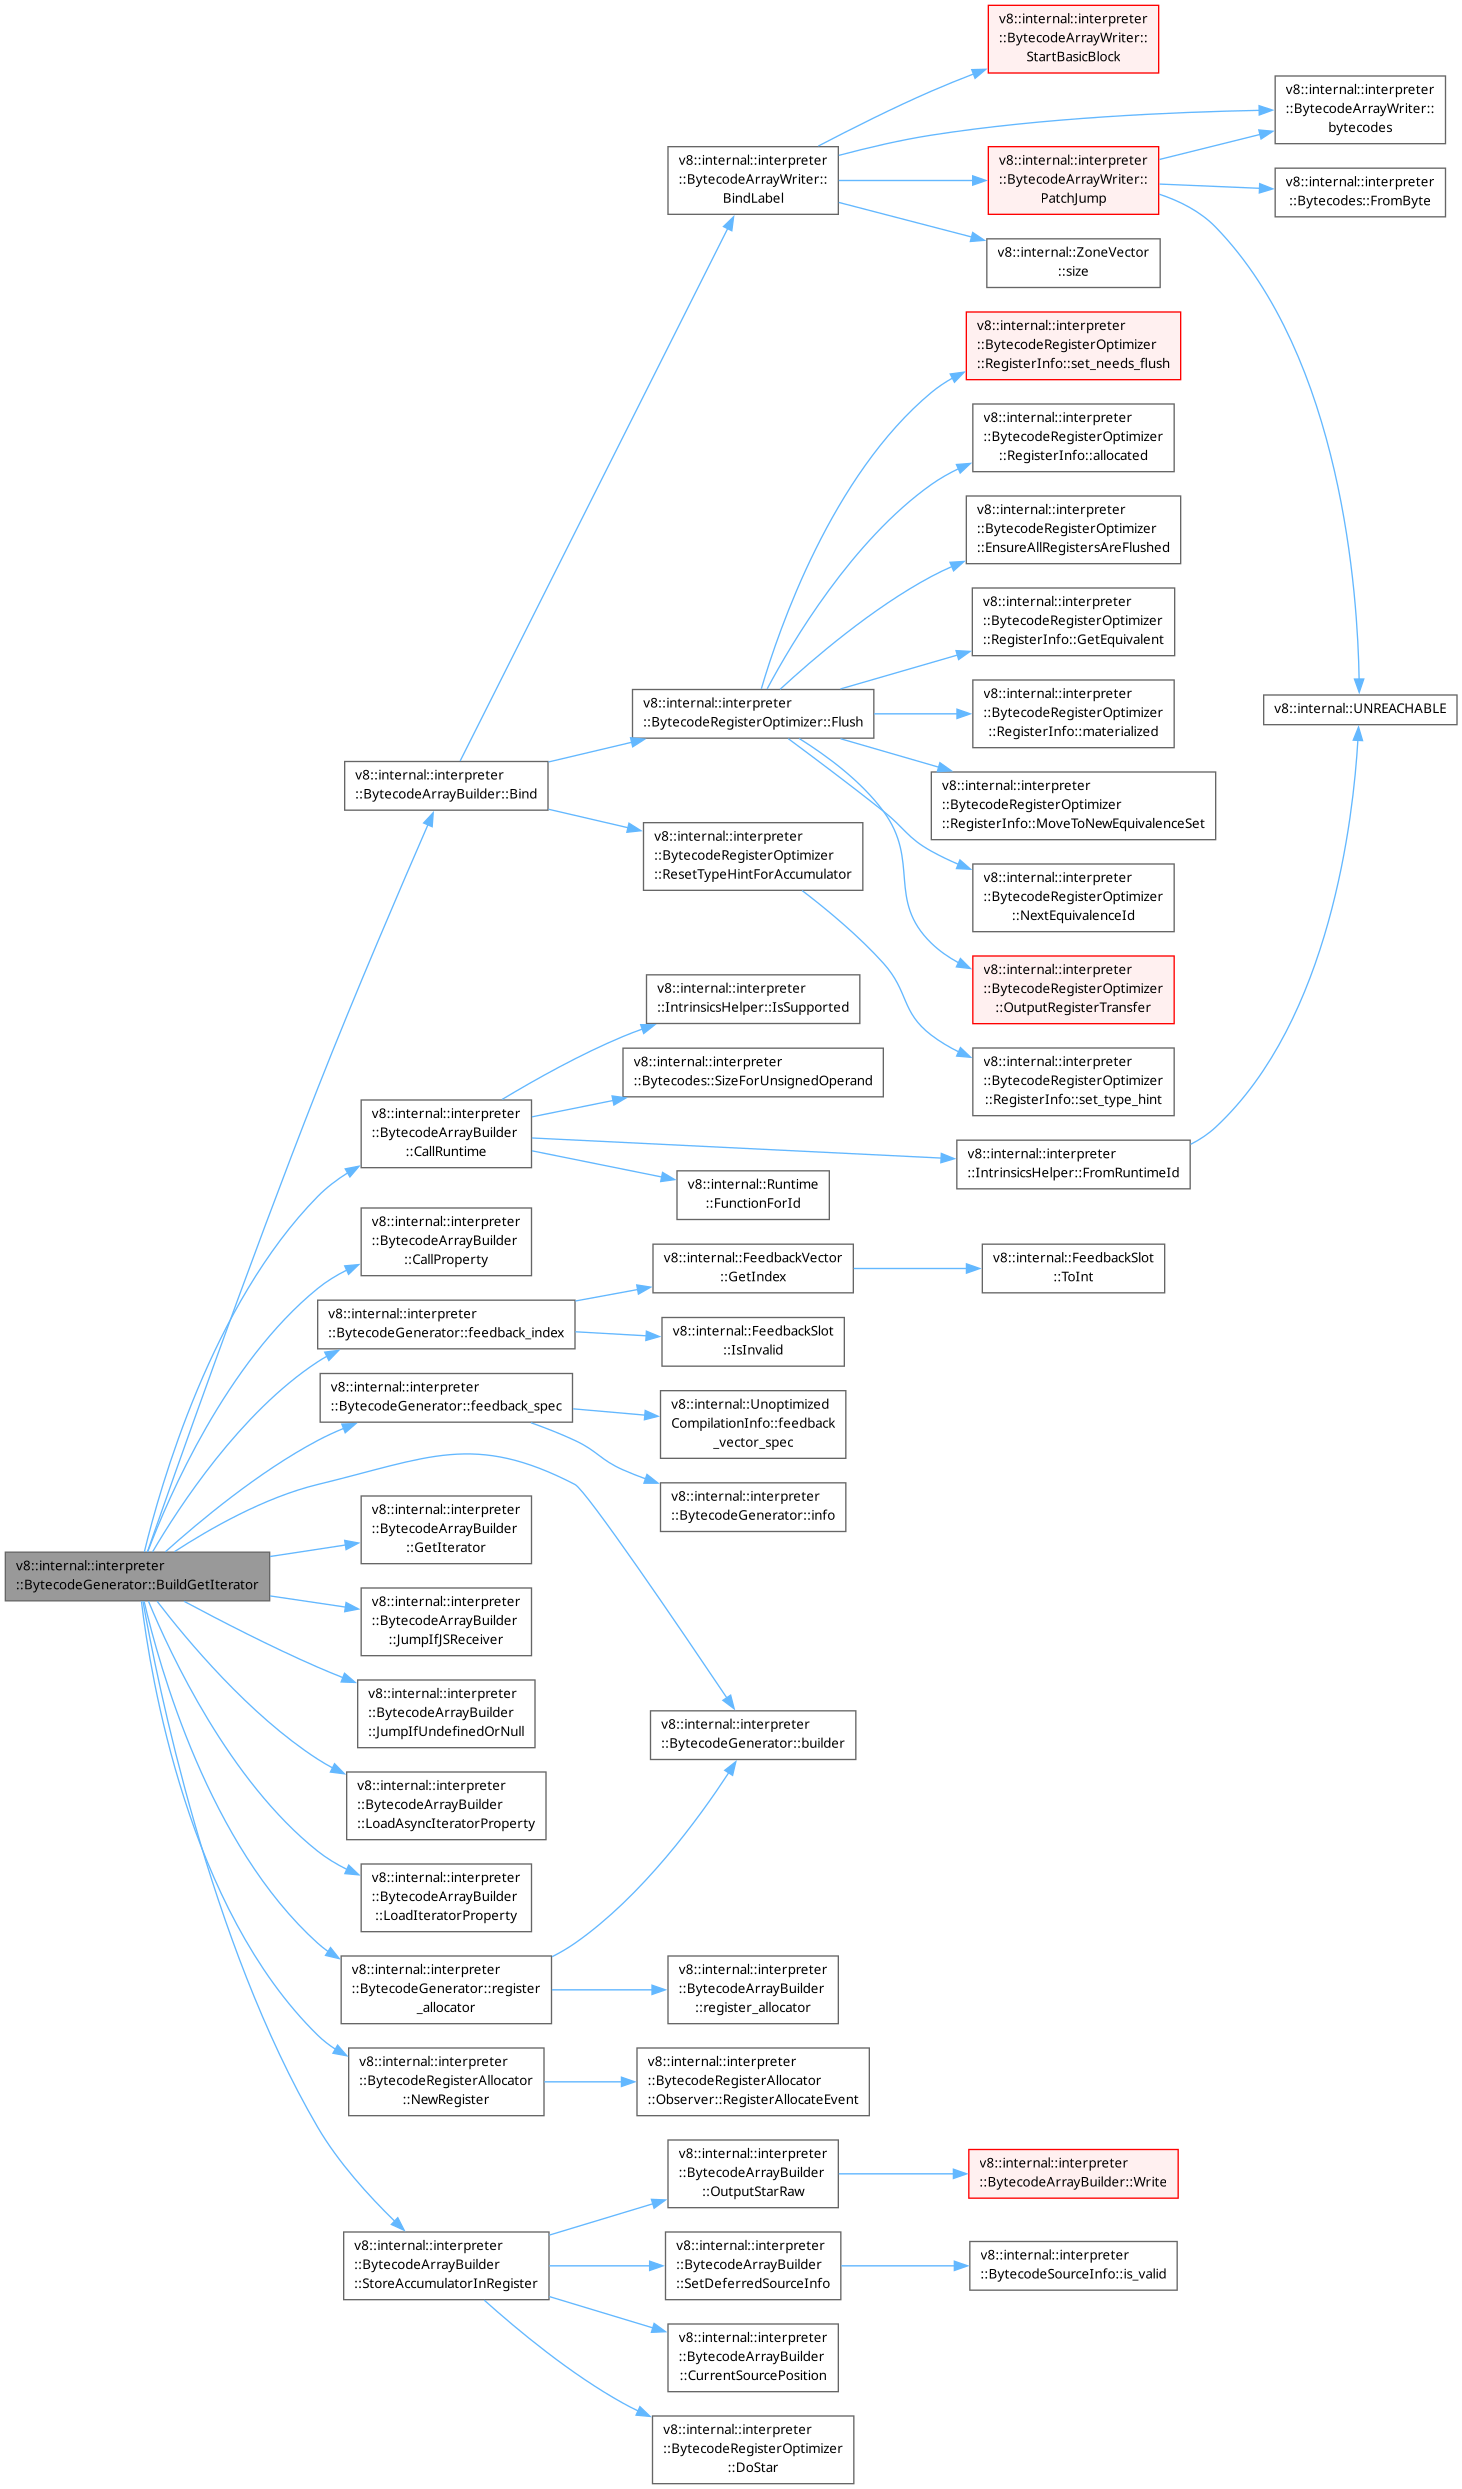 v8::internal::interpreter
::BytecodeArrayWriter::
StartBasicBlock
v8::internal::interpreter
::BytecodeArrayWriter::
bytecodes
v8::internal::interpreter
::BytecodeArrayWriter::
BindLabel
v8::internal::interpreter
::BytecodeArrayWriter::
PatchJump
v8::internal::interpreter
::Bytecodes::FromByte
v8::internal::ZoneVector
::size
v8::internal::interpreter
::BytecodeRegisterOptimizer
::RegisterInfo::set_needs_flush
v8::internal::interpreter
::BytecodeRegisterOptimizer
::RegisterInfo::allocated
v8::internal::interpreter
::BytecodeRegisterOptimizer
::EnsureAllRegistersAreFlushed
v8::internal::interpreter
::BytecodeRegisterOptimizer
::RegisterInfo::GetEquivalent
v8::internal::interpreter
::BytecodeRegisterOptimizer::Flush
v8::internal::interpreter
::BytecodeRegisterOptimizer
::RegisterInfo::materialized
v8::internal::UNREACHABLE
v8::internal::interpreter
::BytecodeArrayBuilder::Bind
v8::internal::interpreter
::BytecodeRegisterOptimizer
::RegisterInfo::MoveToNewEquivalenceSet
v8::internal::interpreter
::BytecodeRegisterOptimizer
::ResetTypeHintForAccumulator
v8::internal::interpreter
::BytecodeRegisterOptimizer
::NextEquivalenceId
v8::internal::interpreter
::BytecodeRegisterOptimizer
::OutputRegisterTransfer
v8::internal::interpreter
::IntrinsicsHelper::IsSupported
v8::internal::interpreter
::Bytecodes::SizeForUnsignedOperand
v8::internal::interpreter
::BytecodeRegisterOptimizer
::RegisterInfo::set_type_hint
v8::internal::interpreter
::BytecodeArrayBuilder
::CallRuntime
v8::internal::interpreter
::IntrinsicsHelper::FromRuntimeId
v8::internal::Runtime
::FunctionForId
v8::internal::interpreter
::BytecodeArrayBuilder
::CallProperty
v8::internal::FeedbackVector
::GetIndex
v8::internal::FeedbackSlot
::ToInt
v8::internal::interpreter
::BytecodeGenerator::feedback_index
v8::internal::FeedbackSlot
::IsInvalid
v8::internal::interpreter
::BytecodeGenerator::feedback_spec
v8::internal::Unoptimized
CompilationInfo::feedback
_vector_spec
v8::internal::interpreter
::BytecodeGenerator::info
v8::internal::interpreter
::BytecodeArrayBuilder
::GetIterator
v8::internal::interpreter
::BytecodeGenerator::BuildGetIterator
v8::internal::interpreter
::BytecodeArrayBuilder
::JumpIfJSReceiver
v8::internal::interpreter
::BytecodeArrayBuilder
::JumpIfUndefinedOrNull
v8::internal::interpreter
::BytecodeGenerator::builder
v8::internal::interpreter
::BytecodeArrayBuilder
::LoadAsyncIteratorProperty
v8::internal::interpreter
::BytecodeArrayBuilder
::LoadIteratorProperty
v8::internal::interpreter
::BytecodeGenerator::register
_allocator
v8::internal::interpreter
::BytecodeArrayBuilder
::register_allocator
v8::internal::interpreter
::BytecodeRegisterAllocator
::NewRegister
v8::internal::interpreter
::BytecodeRegisterAllocator
::Observer::RegisterAllocateEvent
v8::internal::interpreter
::BytecodeArrayBuilder
::OutputStarRaw
v8::internal::interpreter
::BytecodeArrayBuilder::Write
v8::internal::interpreter
::BytecodeArrayBuilder
::StoreAccumulatorInRegister
v8::internal::interpreter
::BytecodeArrayBuilder
::SetDeferredSourceInfo
v8::internal::interpreter
::BytecodeSourceInfo::is_valid
v8::internal::interpreter
::BytecodeArrayBuilder
::CurrentSourcePosition
v8::internal::interpreter
::BytecodeRegisterOptimizer
::DoStar